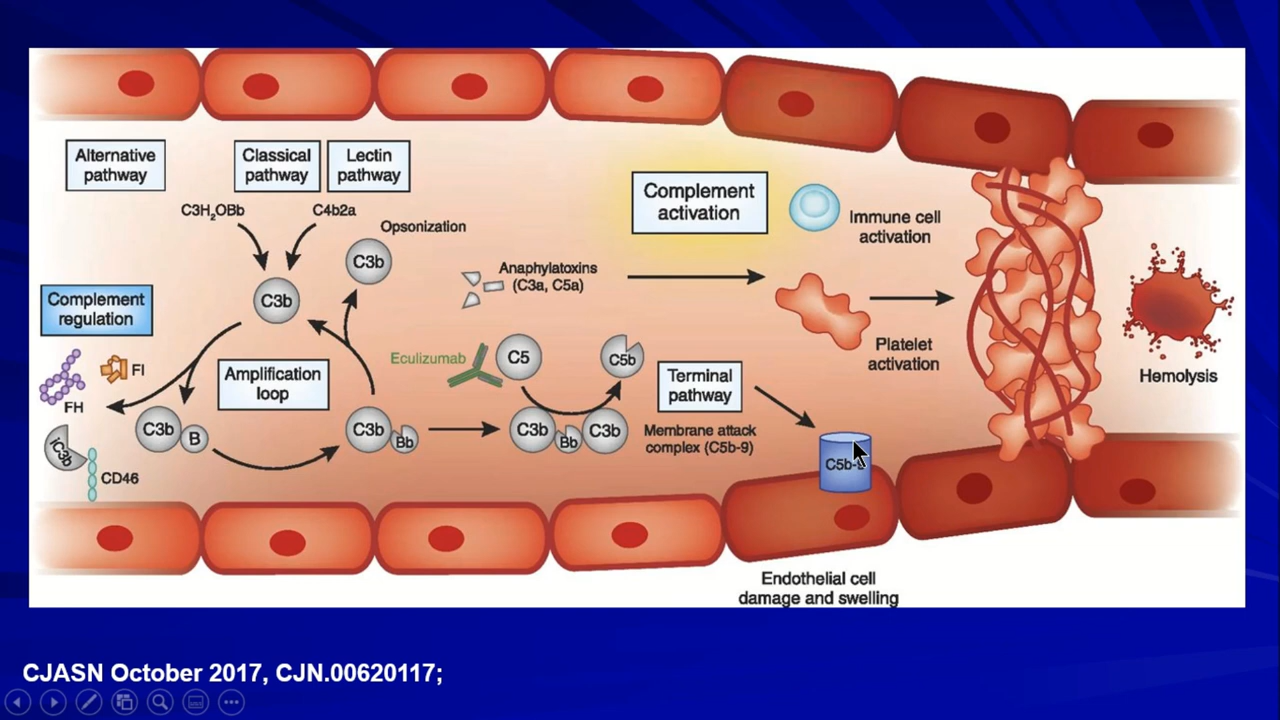 Alternative
pathway
Classical
pathway
Lectin
pathway
C3H₂OBb
C4b2a
Opsonization
C3b
C3b
Complement
regulation
FI
FH
iC3b
CD46
Amplification
loop
C3b
B
C3b
Bb
Anaphylatoxins
(C3a, C5a)
Eculizumab
C5
C5b
C3b
Bb
C3b
Complement
activation
Immune cell
activation
Platelet
activation
Terminal
pathway
Membrane attack
complex (C5b-9)
Hemolysis
Endothelial cell
damage and swelling
CJASN October 2017, CJN.00620117;